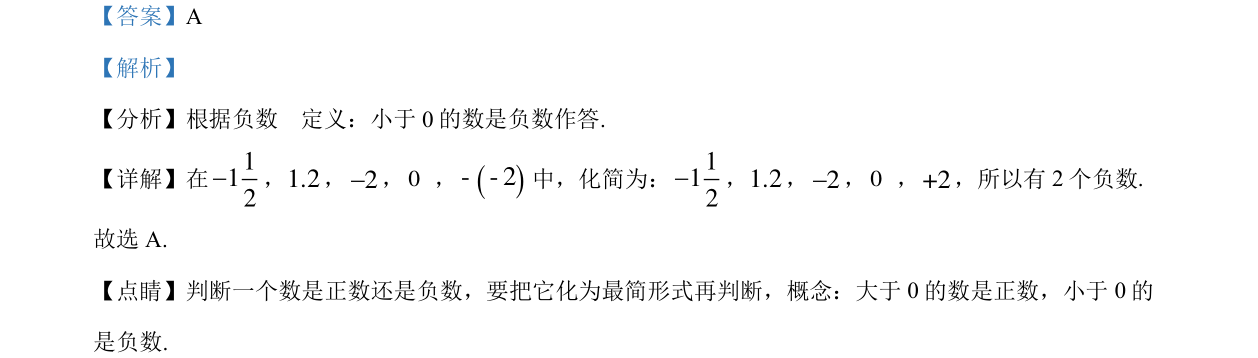 【答案】A
【解析】
【分析】根据负数 定义：小于 0 的数是负数作答.
【详解】在 −1 1/2，1.2，−2，0 ，-(-2) 中，化简为：−1 1/2，1.2，−2，0 ，+2，所以有 2 个负数.
故选 A.
【点睛】判断一个数是正数还是负数，要把它化为最简形式再判断，概念：大于 0 的数是正数，小于 0 的
是负数.